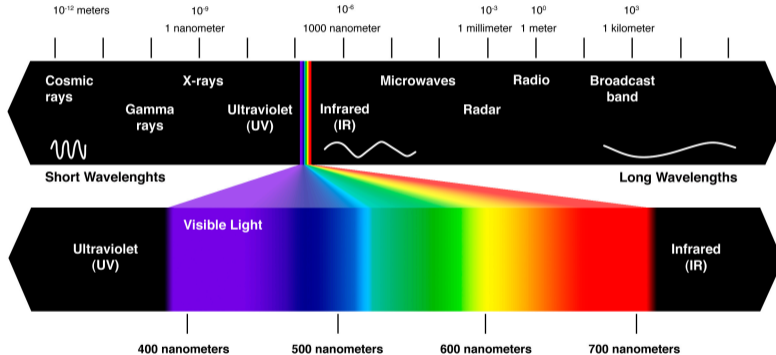 10⁻¹² meters
10⁻⁹
10⁻⁶
10⁻³
10⁰
10³
1 nanometer
1000 nanometer
1 millimeter
1 meter
1 kilometer
Cosmic
rays
X-rays
Microwaves
Radio
Broadcast
band
Gamma
rays
Ultraviolet
(UV)
Infrared
(IR)
Radar
Short Wavelenghts
Long Wavelengths
Visible Light
Ultraviolet
(UV)
Infrared
(IR)
400 nanometers
500 nanometers
600 nanometers
700 nanometers